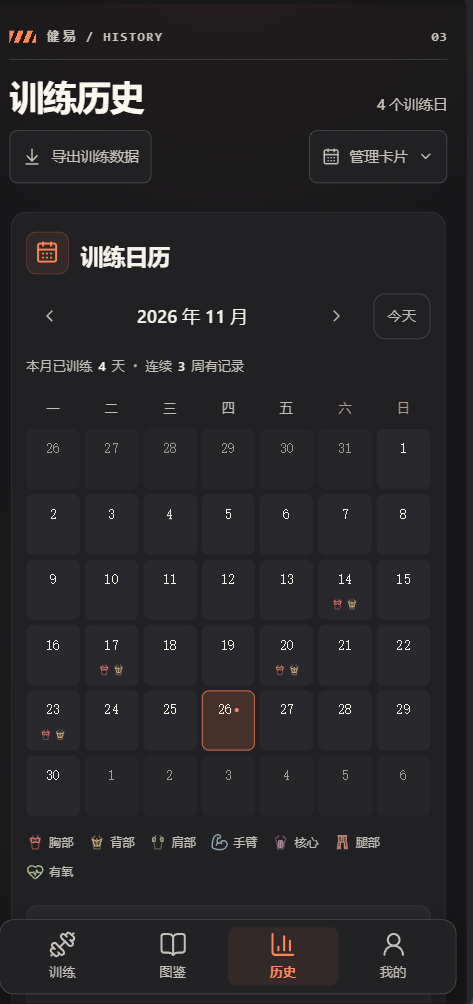 健易 / HISTORY 03
训练历史
4 个训练日
导出训练数据 管理卡片
训练日历
2026 年 11 月 今天
本月已训练 4 天 • 连续 3 周有记录
一 二 三 四 五 六 日
26 27 28 29 30 31 1
2 3 4 5 6 7 8
9 10 11 12 13 14 15
16 17 18 19 20 21 22
23 24 25 26 27 28 29
30 1 2 3 4 5 6
胸部 背部 肩部 手臂 核心 腿部
有氧
训练 图鉴 历史 我的